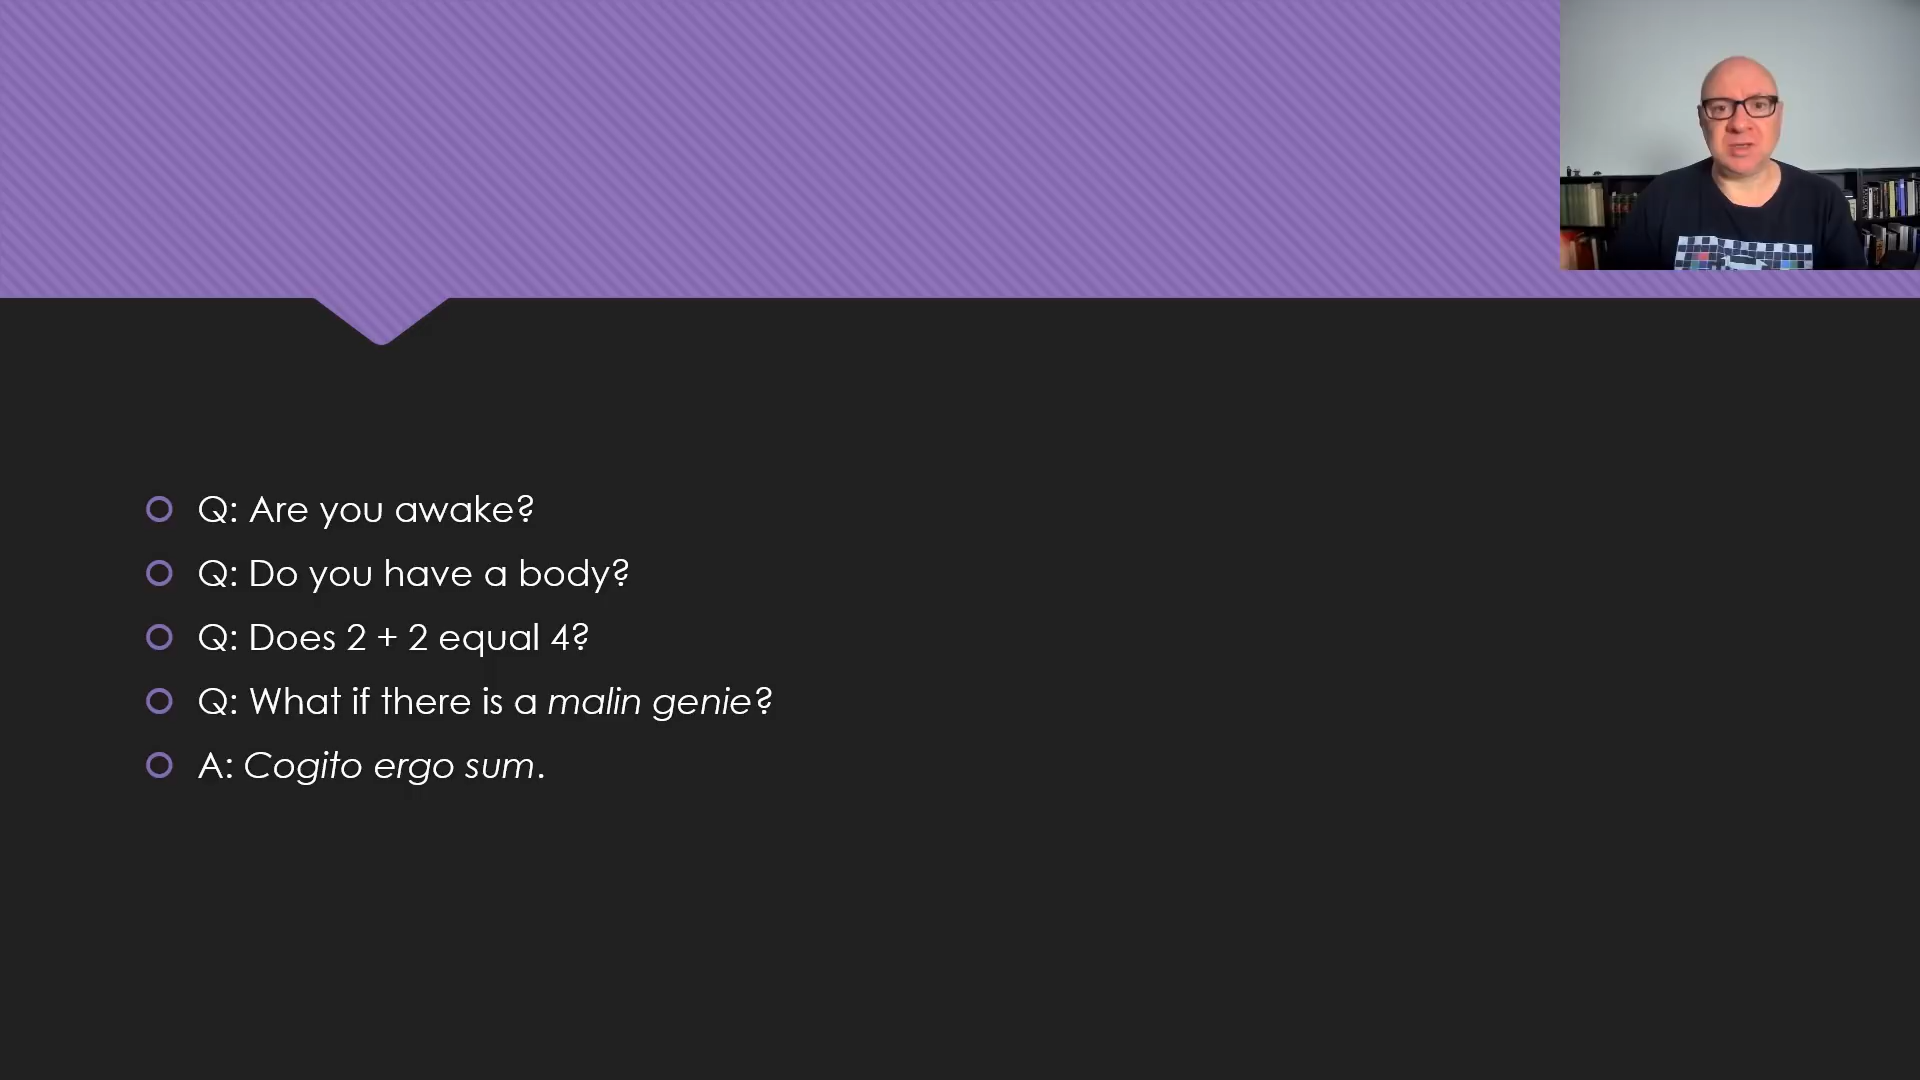 Q: Are you awake?
Q: Do you have a body?
Q: Does 2 + 2 equal 4?
Q: What if there is a malin genie?
A: Cogito ergo sum.